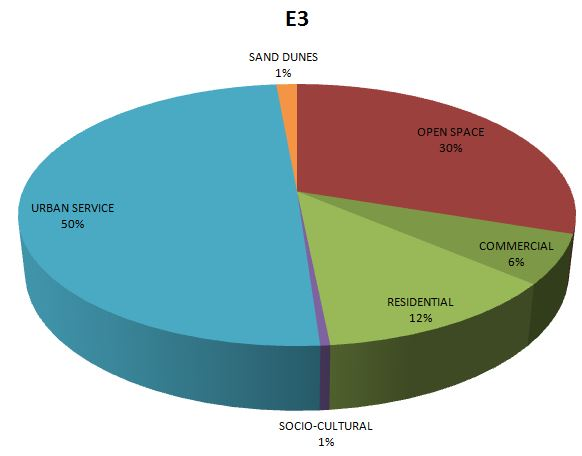 E3
SAND DUNES
1%
OPEN SPACE
30%
URBAN SERVICE
50%
COMMERCIAL
6%
RESIDENTIAL
12%
SOCIO-CULTURAL
1%